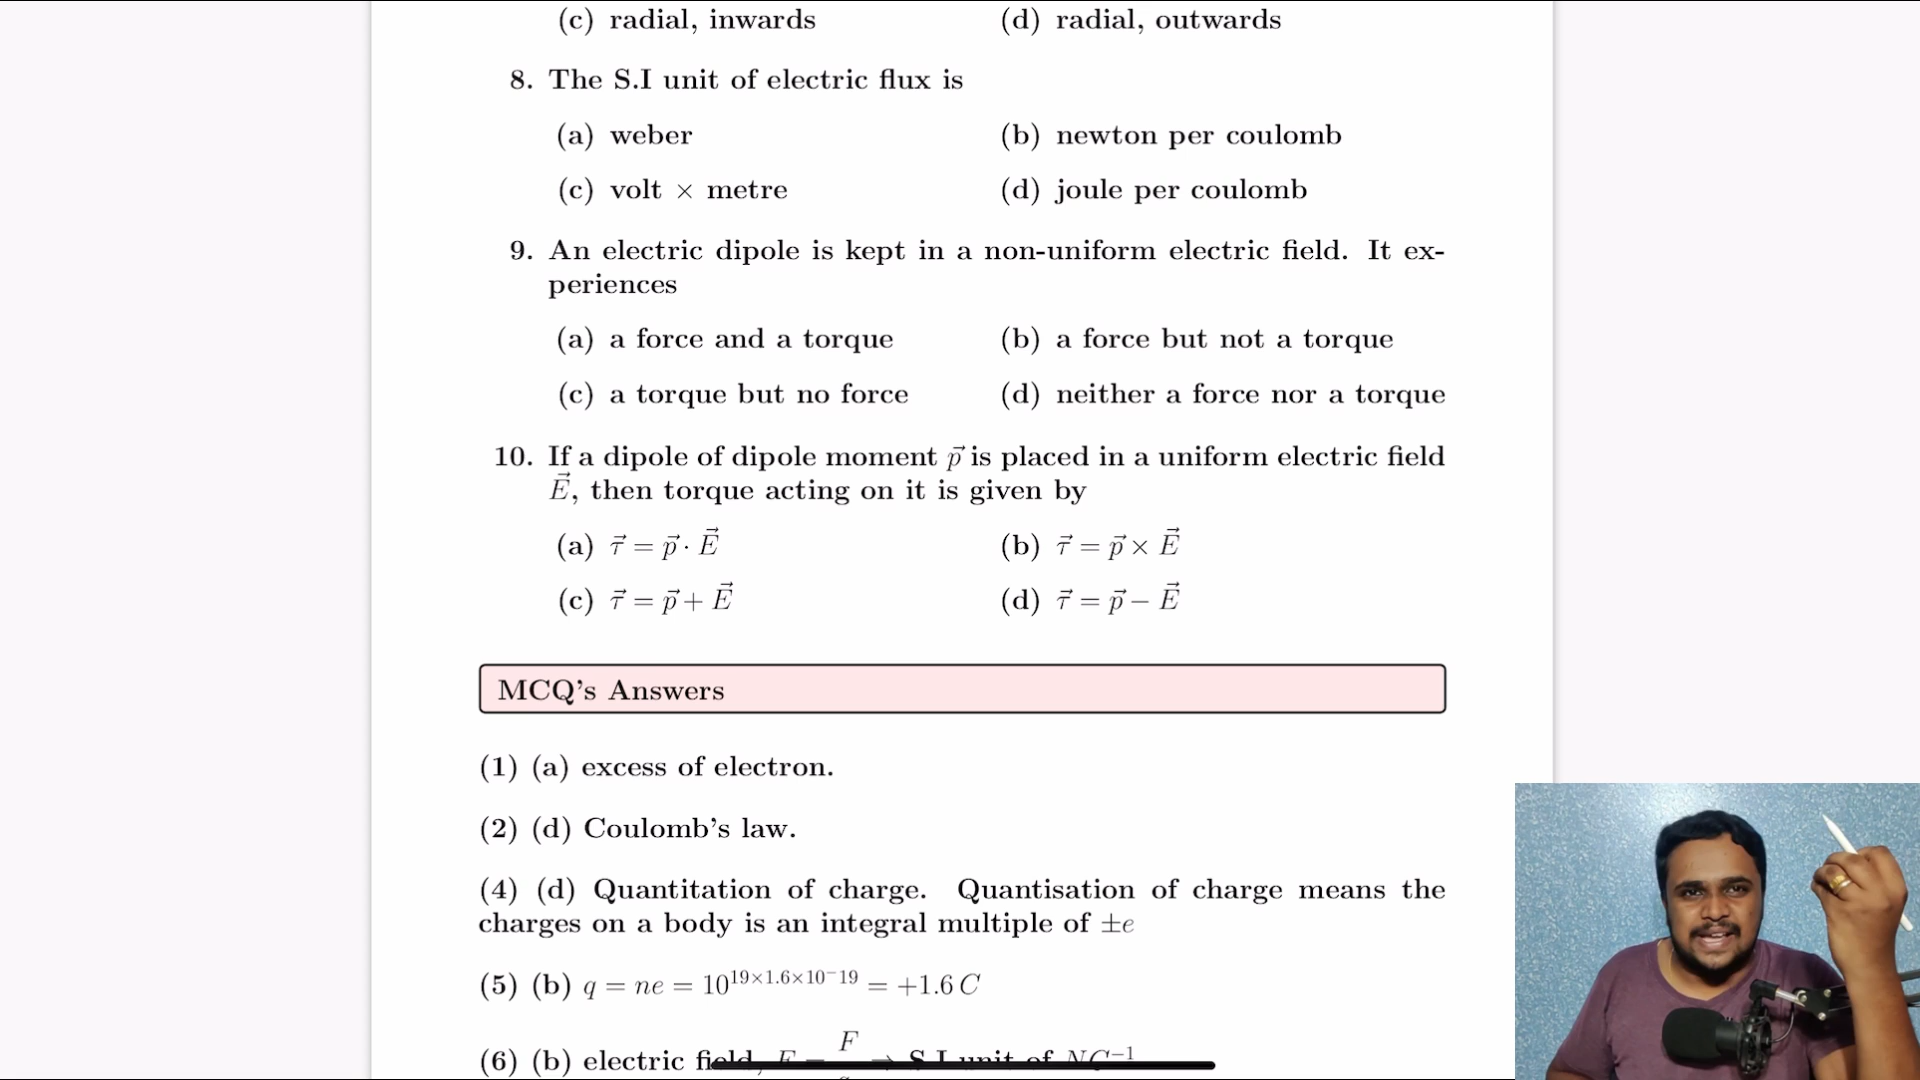 (c) radial, inwards (d) radial, outwards
8. The S.I unit of electric flux is
(a) weber (b) newton per coulomb
(c) volt × metre (d) joule per coulomb
9. An electric dipole is kept in a non-uniform electric field. It ex-
periences
(a) a force and a torque (b) a force but not a torque
(c) a torque but no force (d) neither a force nor a torque
10. If a dipole of dipole moment p⃗ is placed in a uniform electric field
E⃗, then torque acting on it is given by
(a) τ⃗ = p⃗ · E⃗ (b) τ⃗ = p⃗ × E⃗
(c) τ⃗ = p⃗ + E⃗ (d) τ⃗ = p⃗ − E⃗
MCQ's Answers
(1) (a) excess of electron.
(2) (d) Coulomb's law.
(4) (d) Quantitation of charge. Quantisation of charge means the
charges on a body is an integral multiple of ±e
(5) (b) q = ne = 10^19×1.6×10^−19 = +1.6 C
(6) (b) electric field, E = F → S.I unit of NC⁻¹